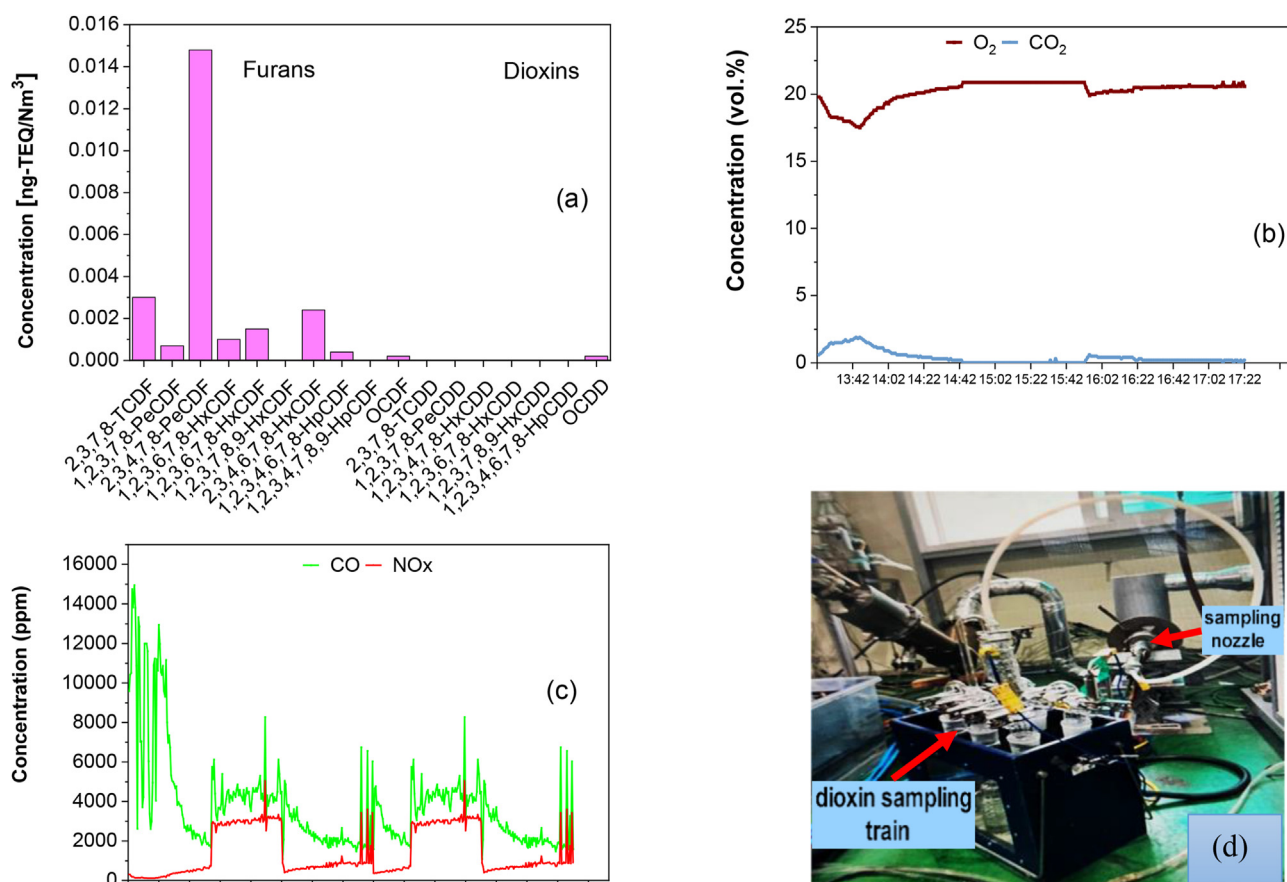 0.016
0.014
0.012
0.010
0.008
0.006
0.004
0.002
0.000
Concentration [ng-TEQ/Nm³]
Furans
Dioxins
(a)
2,3,7,8-TCDF
1,2,3,7,8-PeCDF
2,3,4,7,8-PeCDF
1,2,3,6,7,8-HxCDF
1,2,3,6,7,8-HxCDF
1,2,3,7,8,9-HxCDF
2,3,4,6,7,8-HxCDF
1,2,3,4,6,7,8-HpCDF
1,2,3,4,7,8,9-HpCDF
OCDF
2,3,7,8-TCDD
1,2,3,7,8-PeCDD
1,2,3,4,7,8-HxCDD
1,2,3,6,7,8-HxCDD
1,2,3,7,8,9-HxCDD
1,2,3,4,6,7,8-HpCDD
OCDD
25
20
15
10
5
0
Concentration (vol.%)
O₂ CO₂
(b)
13:42 14:02 14:22 14:42 15:02 15:22 15:42 16:02 16:22 16:42 17:02 17:22
16000
14000
12000
10000
8000
6000
4000
2000
0
Concentration (ppm)
CO NOx
(c)
sampling
nozzle
dioxin sampling
train
(d)